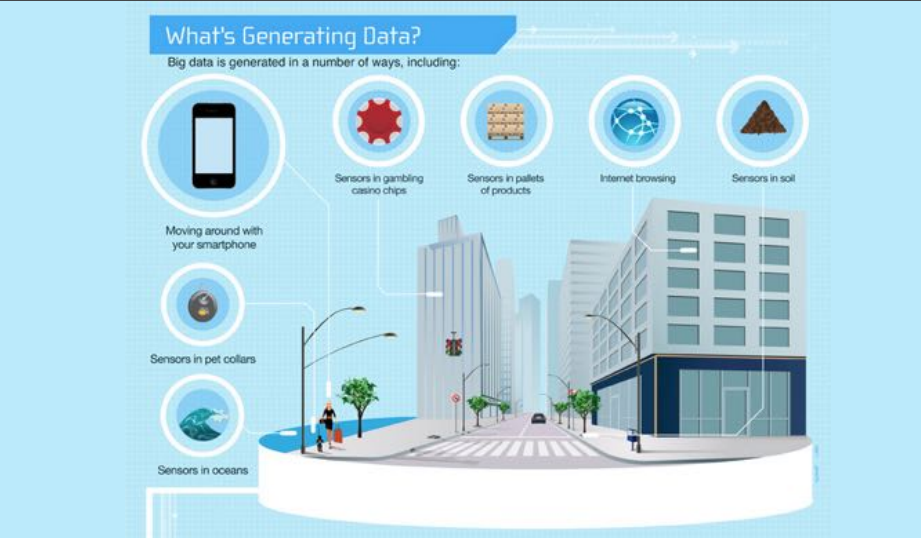 What's Generating Data?
Big data is generated in a number of ways, including:
Moving around with
your smartphone
Sensors in gambling
casino chips
Sensors in pallets
of products
Internet browsing
Sensors in soil
Sensors in pet collars
Sensors in oceans